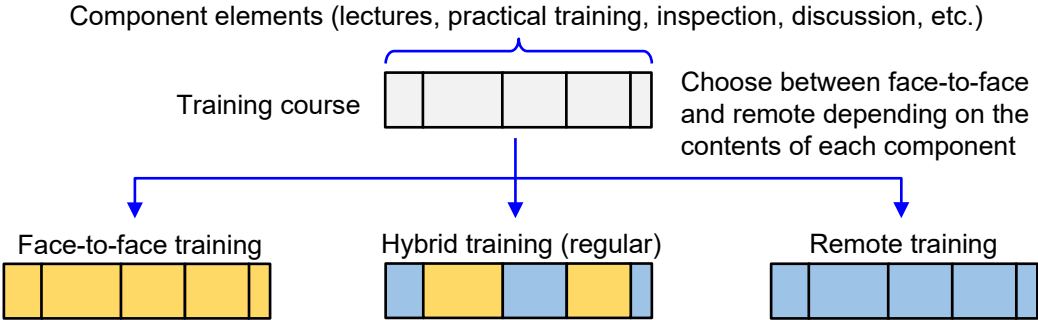 Component elements (lectures, practical training, inspection, discussion, etc.)
Training course
Choose between face-to-face
and remote depending on the
contents of each component
Face-to-face training
Hybrid training (regular)
Remote training